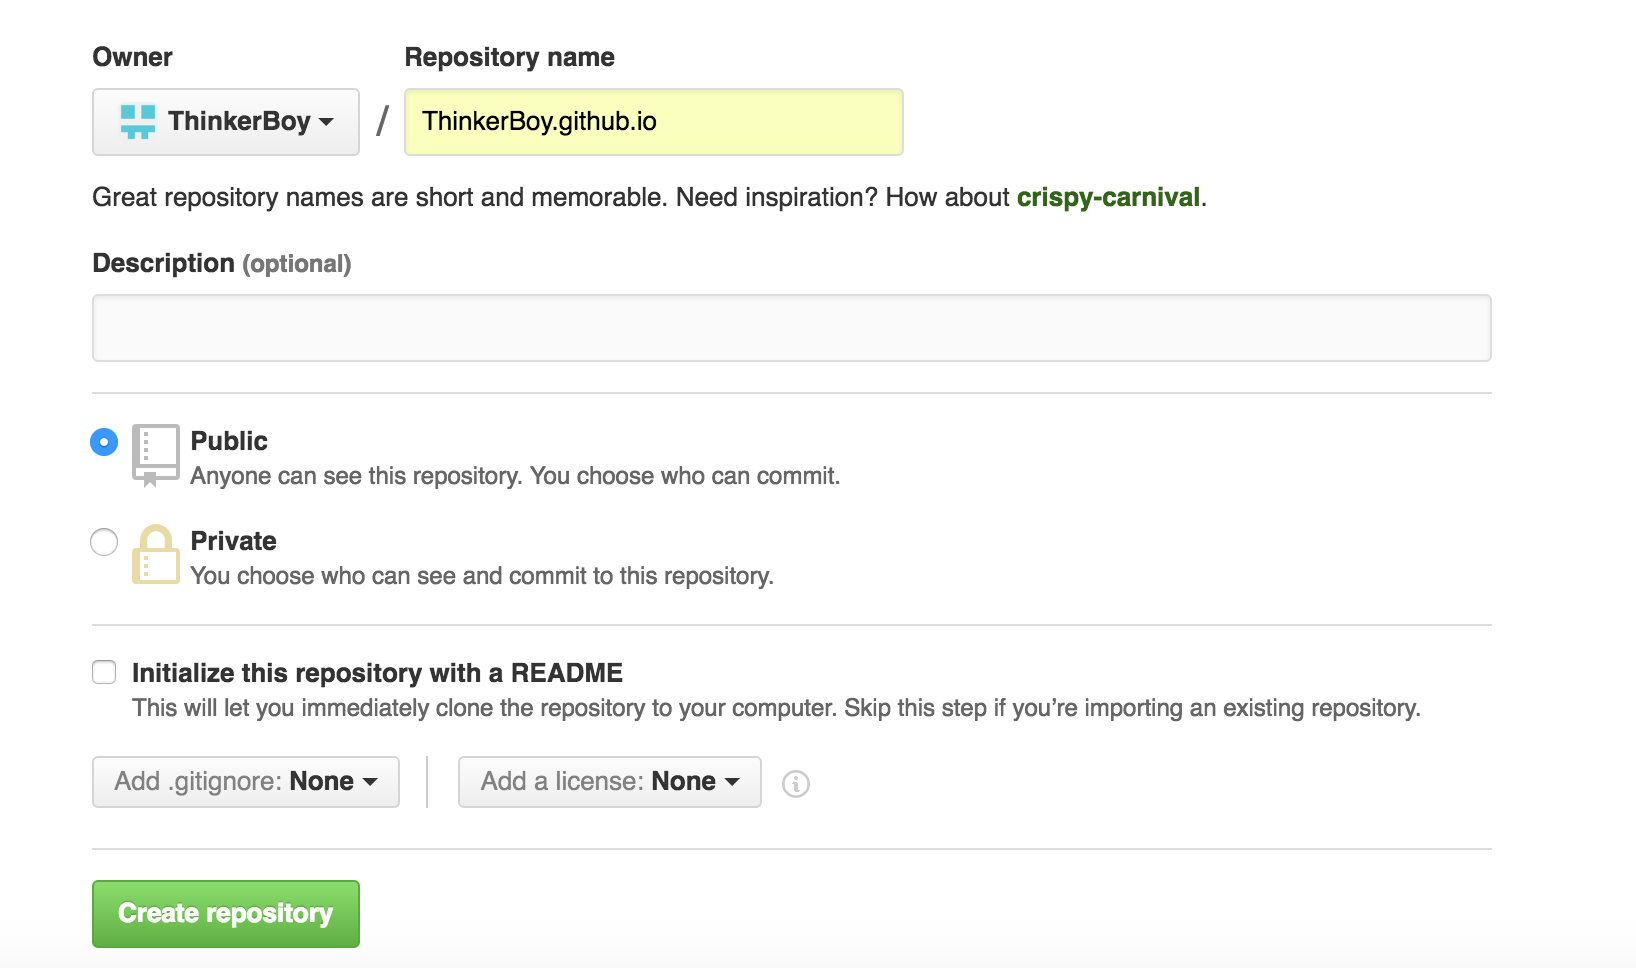 Owner
Repository name
ThinkerBoy / ThinkerBoy.github.io
Great repository names are short and memorable. Need inspiration? How about crispy-carnival.
Description (optional)
Public
Anyone can see this repository. You choose who can commit.
Private
You choose who can see and commit to this repository.
Initialize this repository with a README
This will let you immediately clone the repository to your computer. Skip this step if you’re importing an existing repository.
Add .gitignore: None
Add a license: None
Create repository